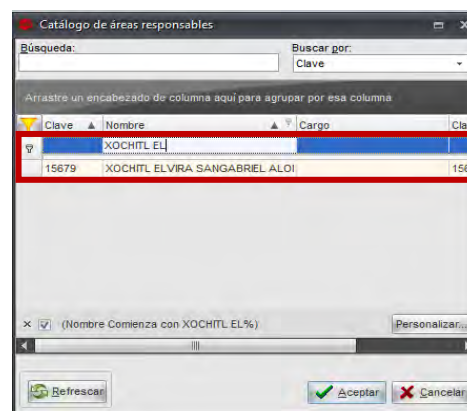 Catálogo de áreas responsables
Búsqueda: Buscar por:
Clave
Arrastre un encabezado de columna aquí para agrupar por esa columna
Clave Nombre Cargo Cla
XOCHITL EL
15679 XOCHITL ELVIRA SANGABRIEL ALOI 156
(Nombre Comienza con XOCHITL EL%) Personalizar...
Refrescar Aceptar Cancelar